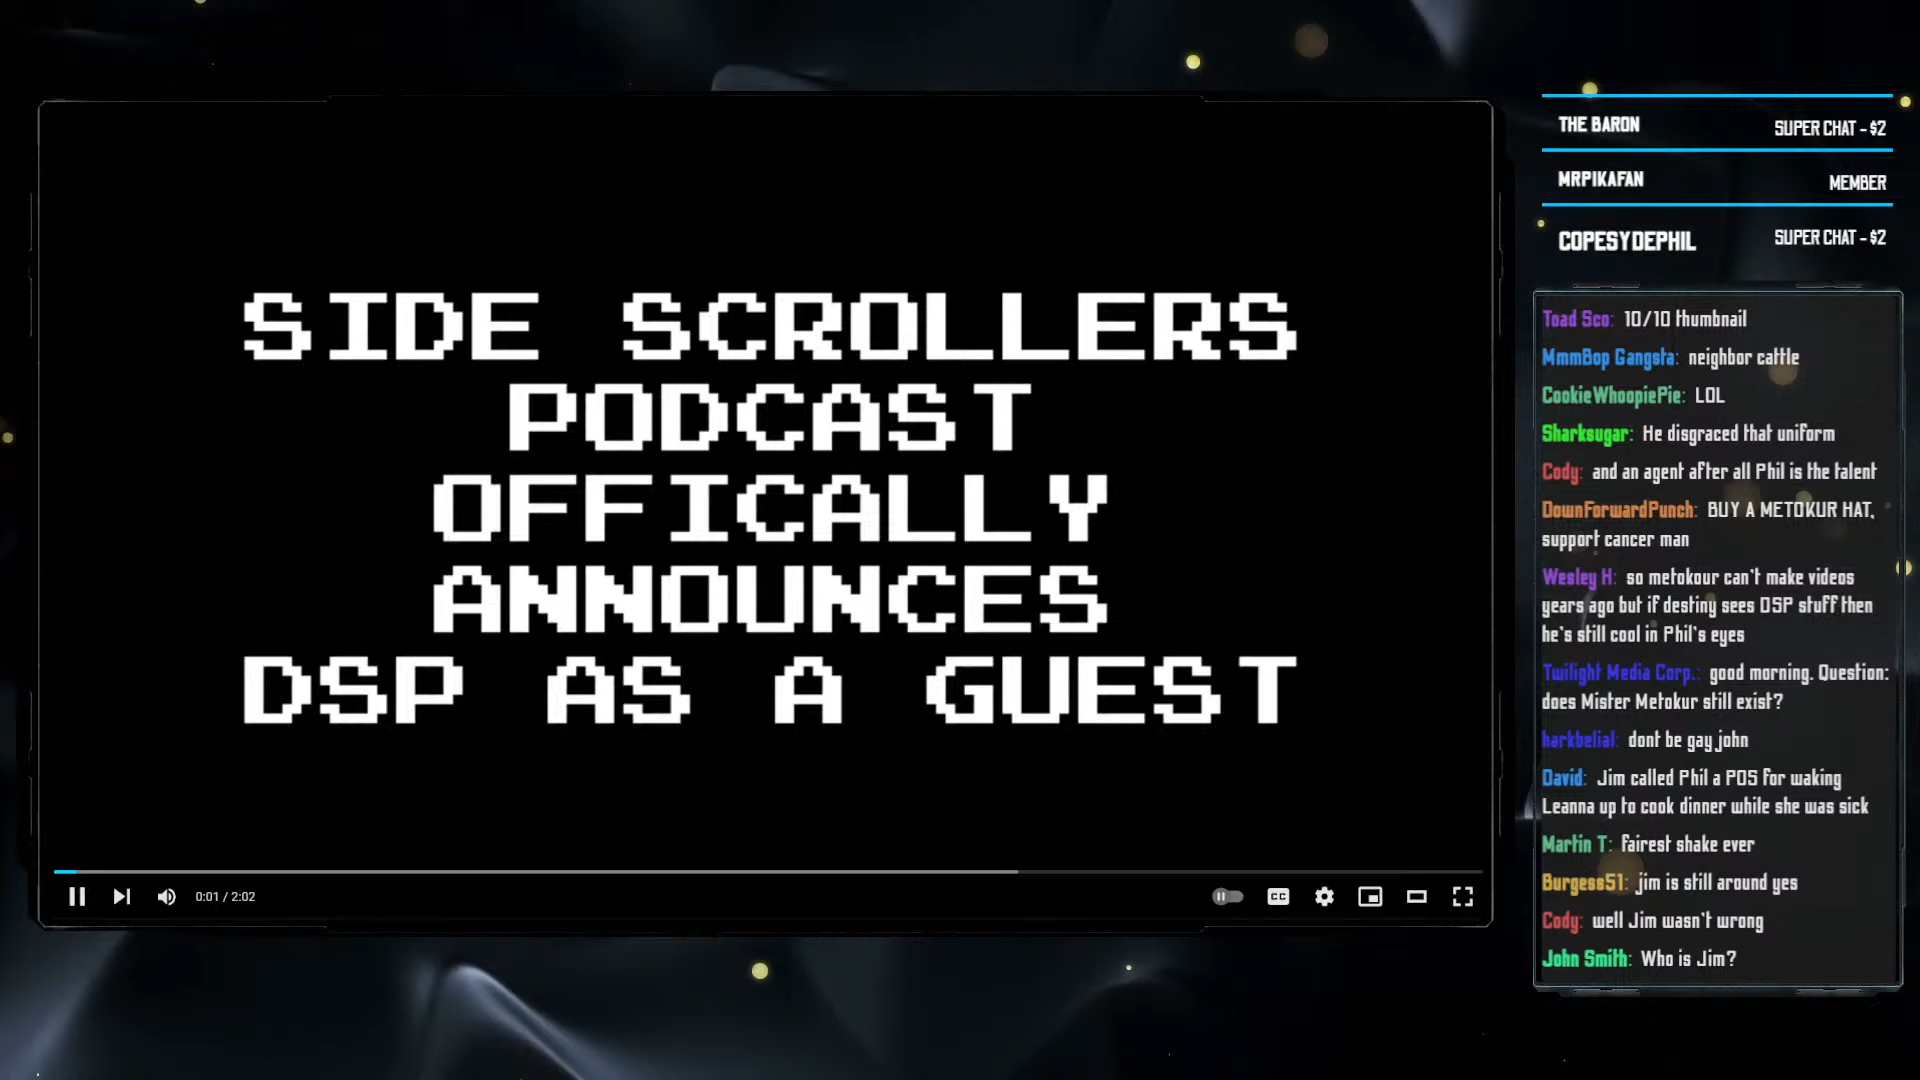 SIDE SCROLLERS
PODCAST
OFFICALLY
ANNOUNCES
DSP AS A GUEST
0:01 / 2:02
CC
THE BARON SUPER CHAT - $2
MRPIKAFAN MEMBER
COPESYDEPHIL SUPER CHAT - $2
Toad Sco: 10/10 thumbnail
MmmBop Gangsta: neighbor cattle
CookieWhoopiePie: LOL
Sharksugar: He disgraced that uniform
Cody: and an agent after all Phil is the talent
DownForwardPunch: BUY A METOKUR HAT,
support cancer man
Wesley H: so metokour can't make videos
years ago but if destiny sees DSP stuff then
he's still cool in Phil's eyes
Twilight Media Corp.: good morning. Question:
does Mister Metokur still exist?
harkbelial: dont be gay john
David: Jim called Phil a POS for waking
Leanna up to cook dinner while she was sick
Martin T: fairest shake ever
Burgess51: jim is still around yes
Cody: well Jim wasn't wrong
John Smith: Who is Jim?